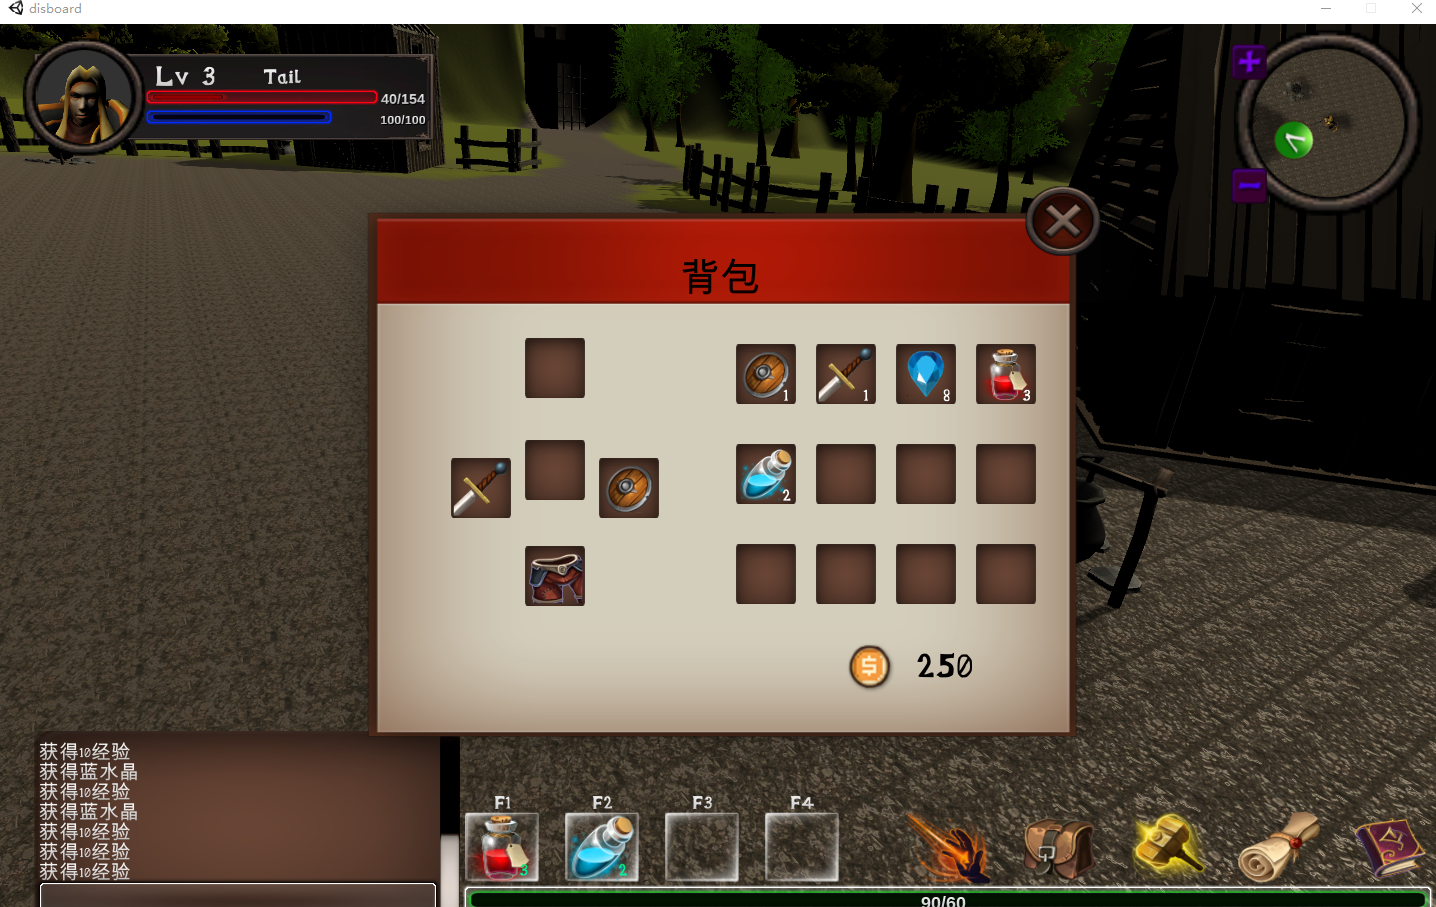 disboard
Lv 3 Tail
40/154
100/100
背包
1 1 8 3
2
250
获得10经验
获得蓝水晶
获得10经验
获得蓝水晶
获得10经验
获得10经验
获得10经验
F1 F2 F3 F4
3 2
90/60